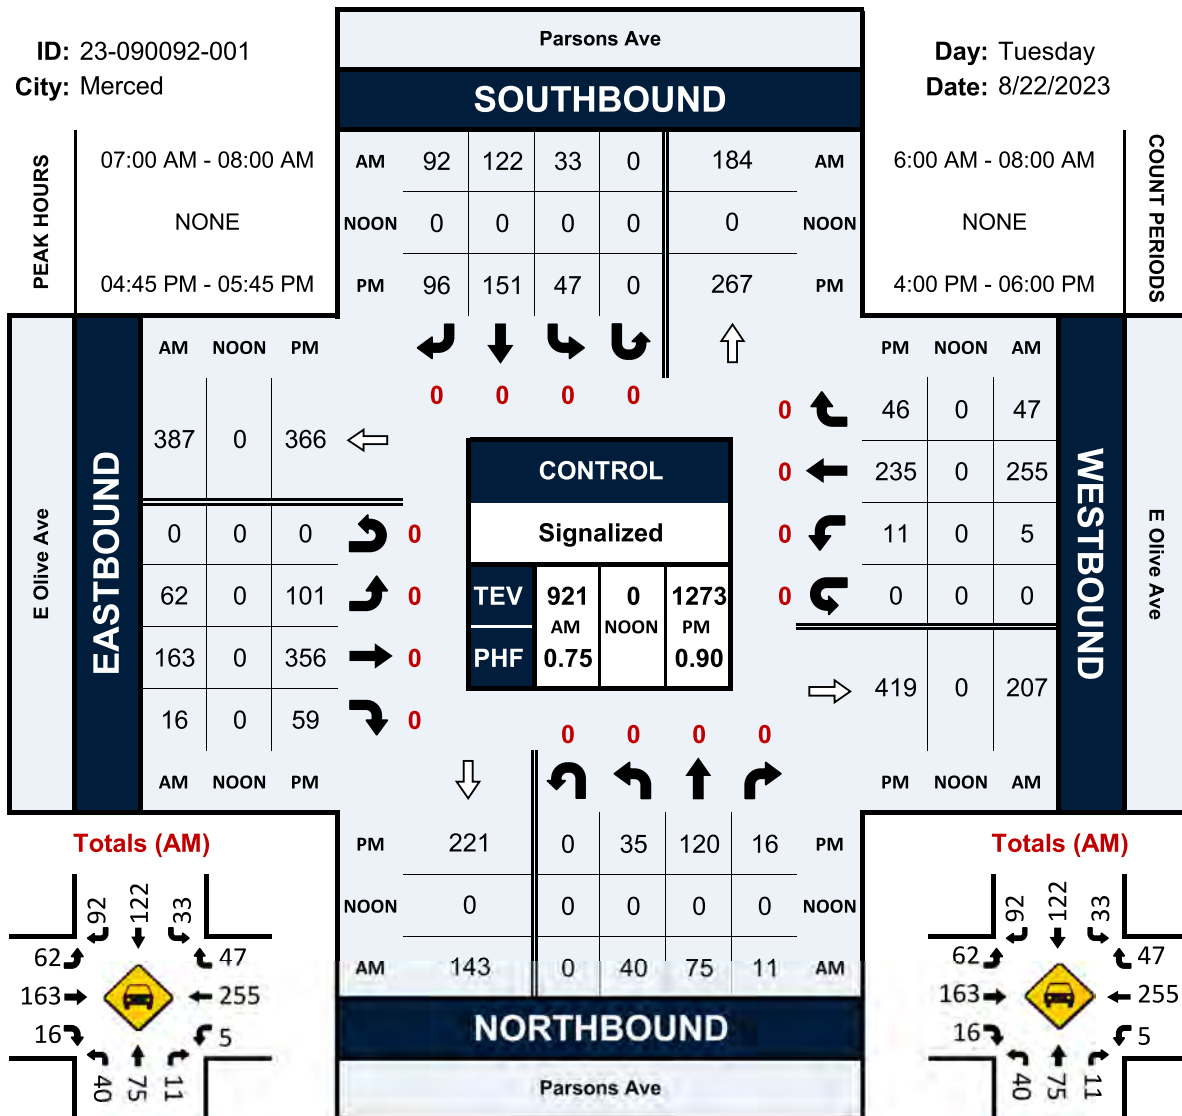 Parsons Ave
ID: 23-090092-001
Day: Tuesday
City: Merced
Date: 8/22/2023
SOUTHBOUND
PEAK HOURS
07:00 AM - 08:00 AM
NONE
04:45 PM - 05:45 PM
AM 92 122 33 0 184 AM
NOON 0 0 0 0 0 NOON
PM 96 151 47 0 267 PM
6:00 AM - 08:00 AM
NONE
4:00 PM - 06:00 PM
COUNT PERIODS
0 0 0 0
E Olive Ave
EASTBOUND
AM NOON PM
387 0 366
0 0 0 0
62 0 101 0
163 0 356 0
16 0 59 0
AM NOON PM
CONTROL
Signalized
TEV 921 0 1273
AM NOON PM
PHF 0.75 0.90
PM NOON AM
0 46 0 47
0 235 0 255
0 11 0 5
0 0 0 0
419 0 207
PM NOON AM
WESTBOUND
E Olive Ave
0 0 0 0
PM 221 0 35 120 16 PM
NOON 0 0 0 0 0 NOON
AM 143 0 40 75 11 AM
NORTHBOUND
Parsons Ave
Totals (AM)
92 122 33
62 47
163 255
16 5
40 75 11
Totals (AM)
92 122 33
62 47
163 255
16 5
40 75 11